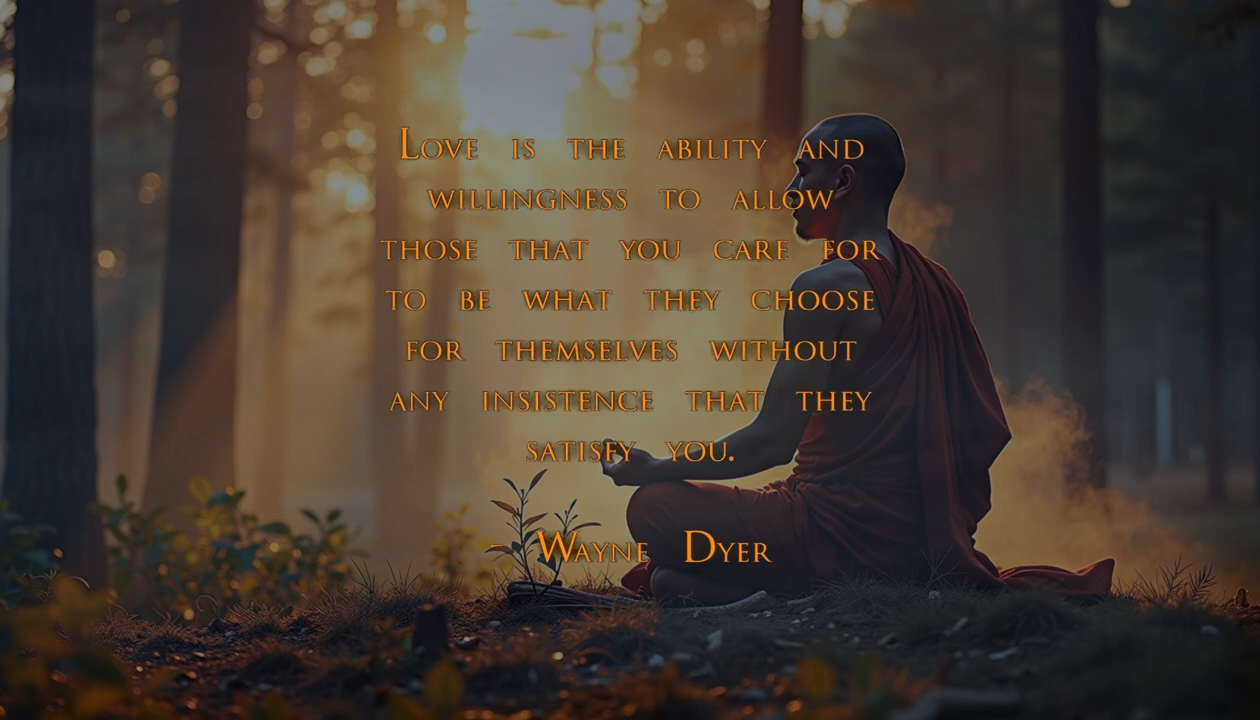 Love is the ability and
willingness to allow
those that you care for
to be what they choose
for themselves without
any insistence that they
satisfy you.
- Wayne Dyer